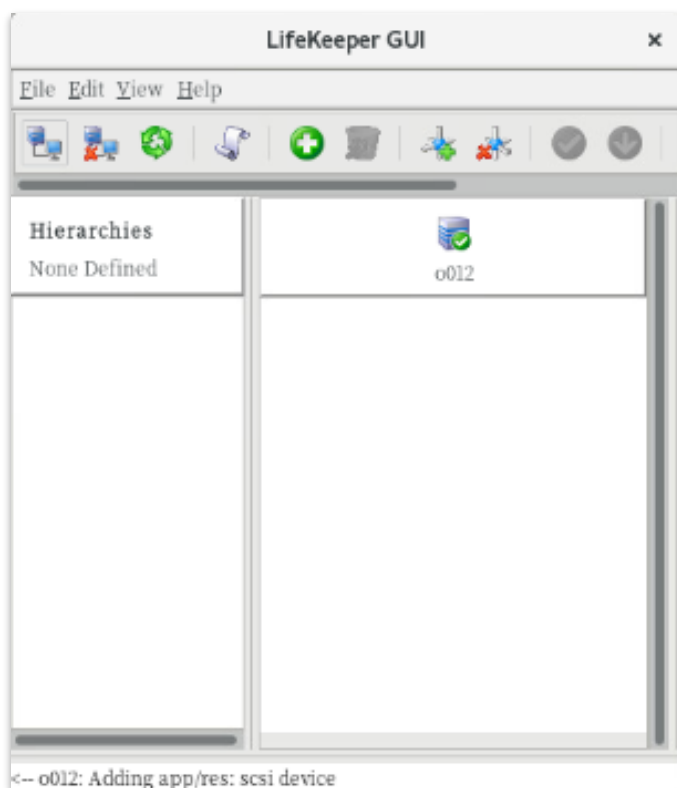 LifeKeeper GUI
File Edit View Help
Hierarchies
None Defined
o012
<-- o012: Adding app/res: scsi device